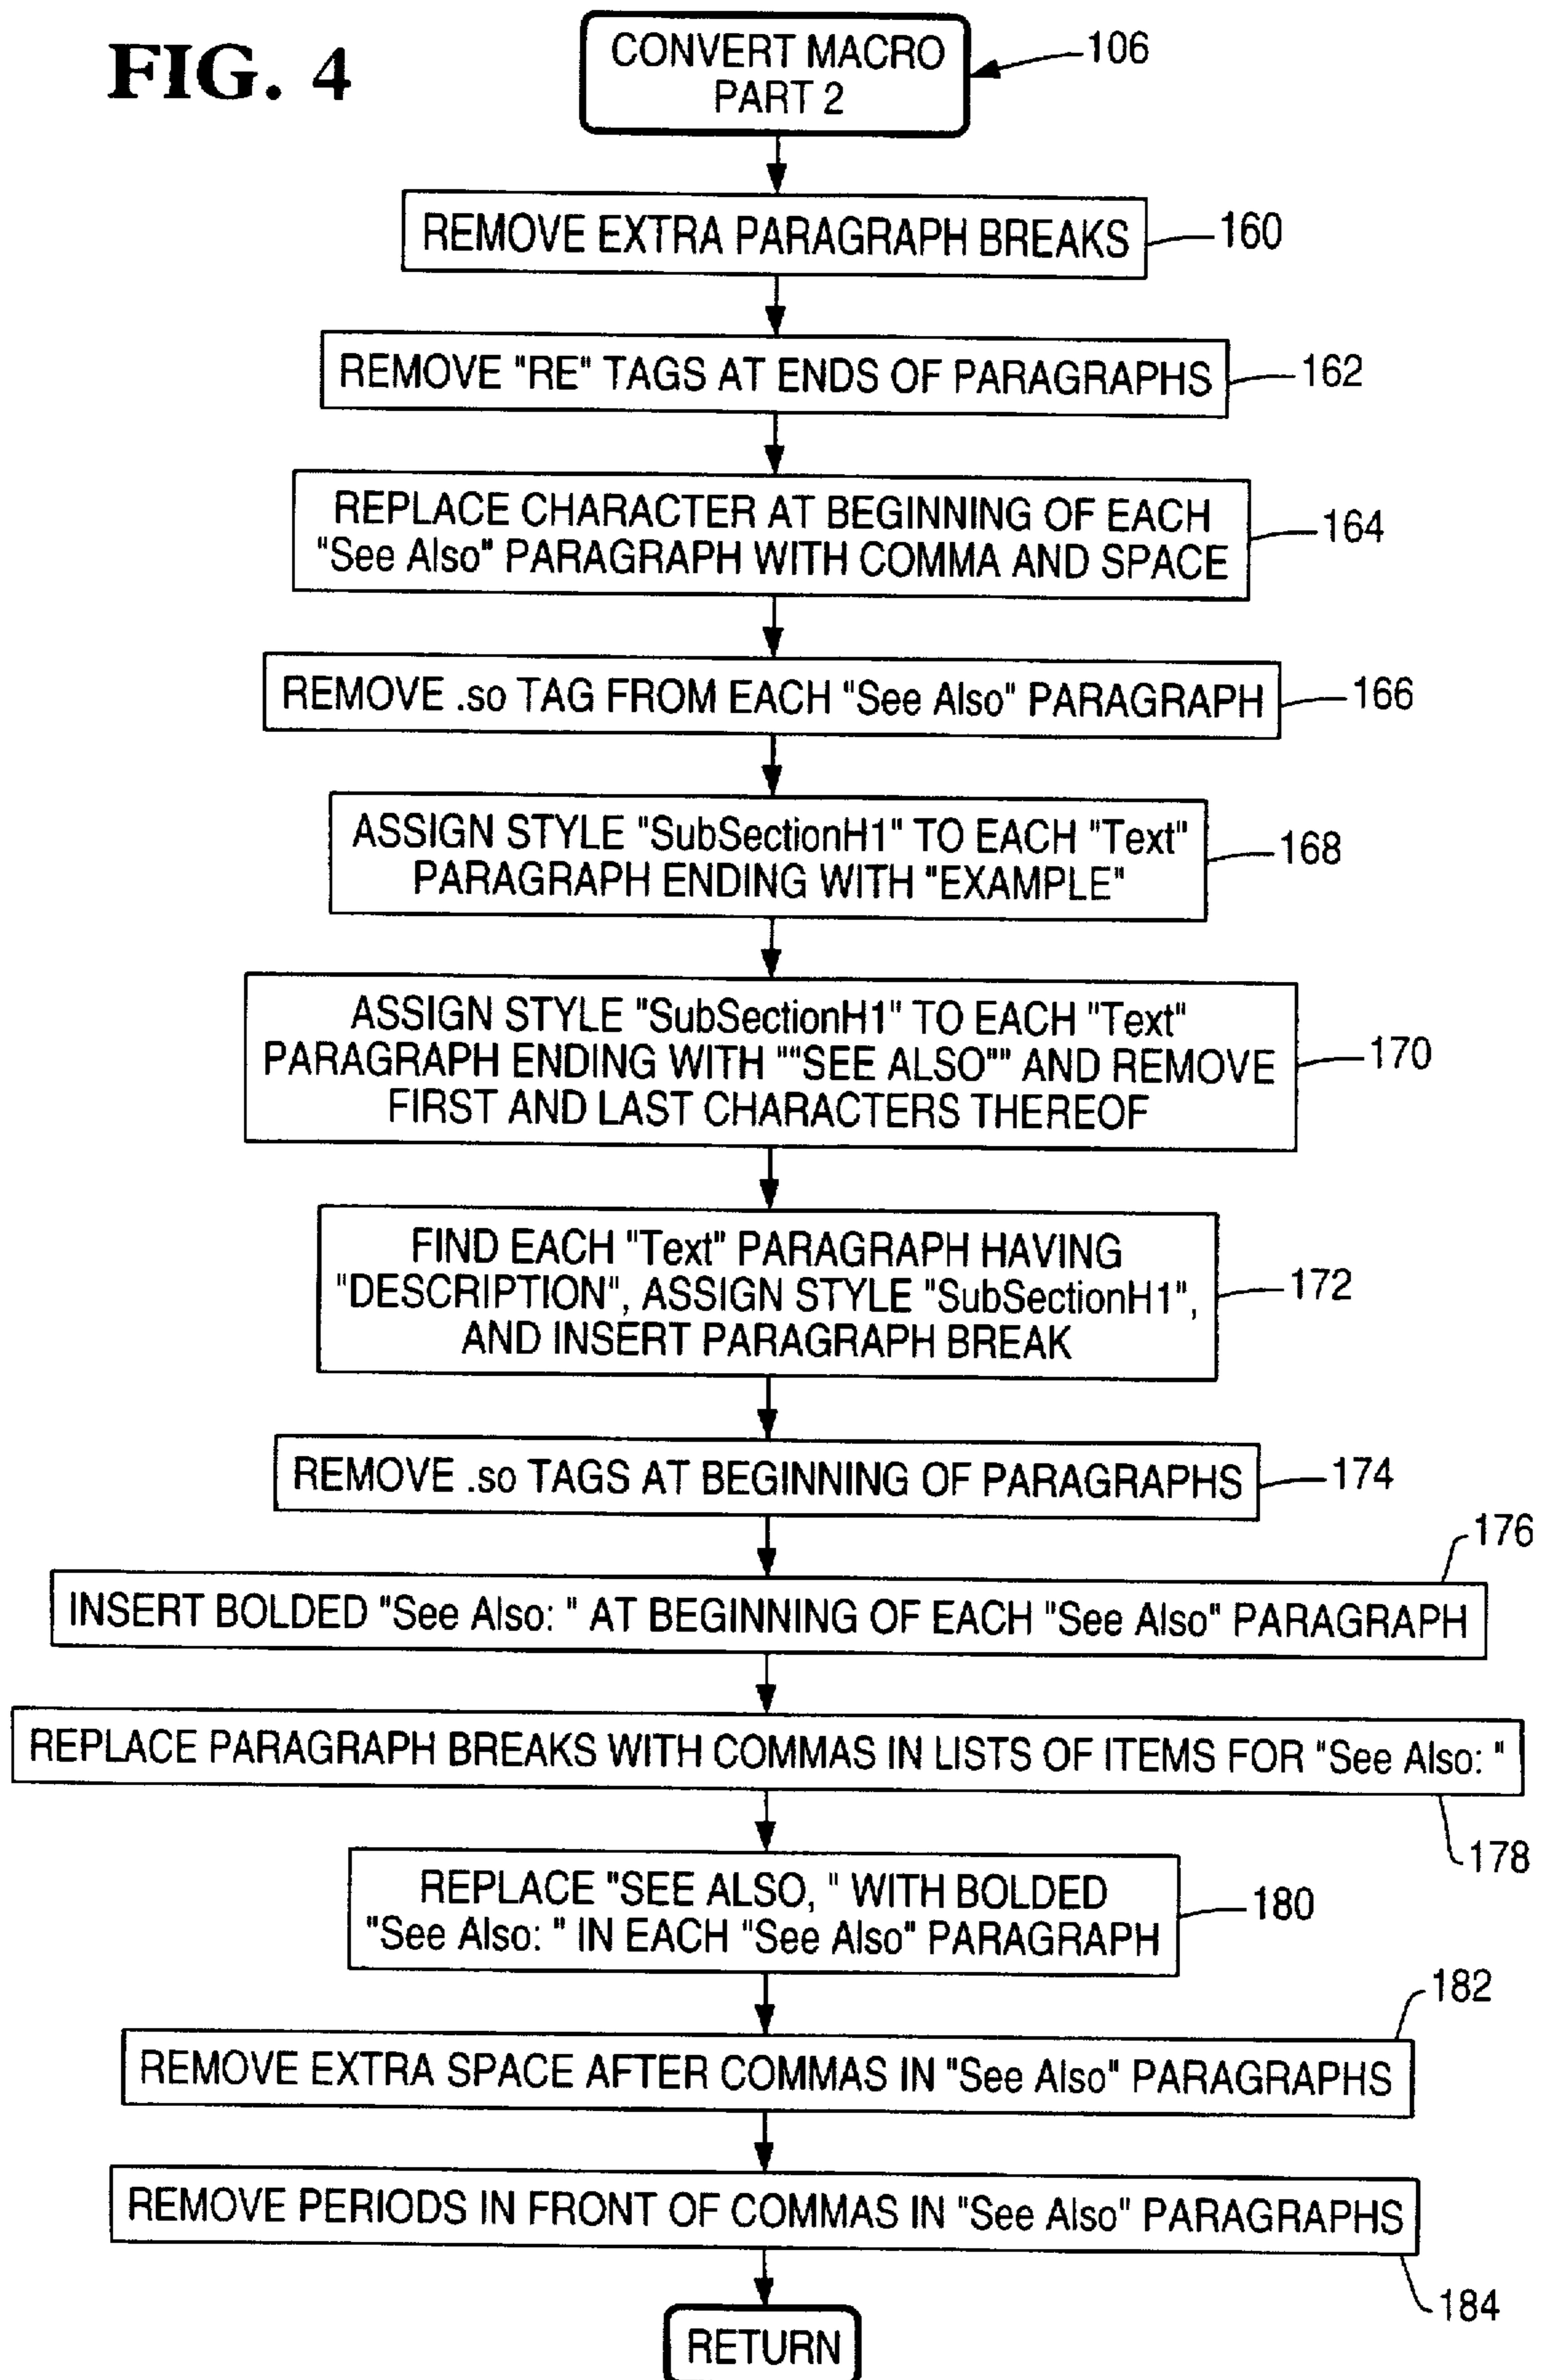 FIG. 4
CONVERT MACRO
PART 2
106
REMOVE EXTRA PARAGRAPH BREAKS
160
REMOVE "RE" TAGS AT ENDS OF PARAGRAPHS
162
REPLACE CHARACTER AT BEGINNING OF EACH
"See Also" PARAGRAPH WITH COMMA AND SPACE
164
REMOVE .so TAG FROM EACH "See Also" PARAGRAPH
166
ASSIGN STYLE "SubSectionH1" TO EACH "Text"
PARAGRAPH ENDING WITH "EXAMPLE"
168
ASSIGN STYLE "SubSectionH1" TO EACH "Text"
PARAGRAPH ENDING WITH ""SEE ALSO"" AND REMOVE
FIRST AND LAST CHARACTERS THEREOF
170
FIND EACH "Text" PARAGRAPH HAVING
"DESCRIPTION", ASSIGN STYLE "SubSectionH1",
AND INSERT PARAGRAPH BREAK
172
REMOVE .so TAGS AT BEGINNING OF PARAGRAPHS
174
176
INSERT BOLDED "See Also: " AT BEGINNING OF EACH "See Also" PARAGRAPH
REPLACE PARAGRAPH BREAKS WITH COMMAS IN LISTS OF ITEMS FOR "See Also: "
178
REPLACE "SEE ALSO, " WITH BOLDED
"See Also: " IN EACH "See Also" PARAGRAPH
180
182
REMOVE EXTRA SPACE AFTER COMMAS IN "See Also" PARAGRAPHS
REMOVE PERIODS IN FRONT OF COMMAS IN "See Also" PARAGRAPHS
184
RETURN